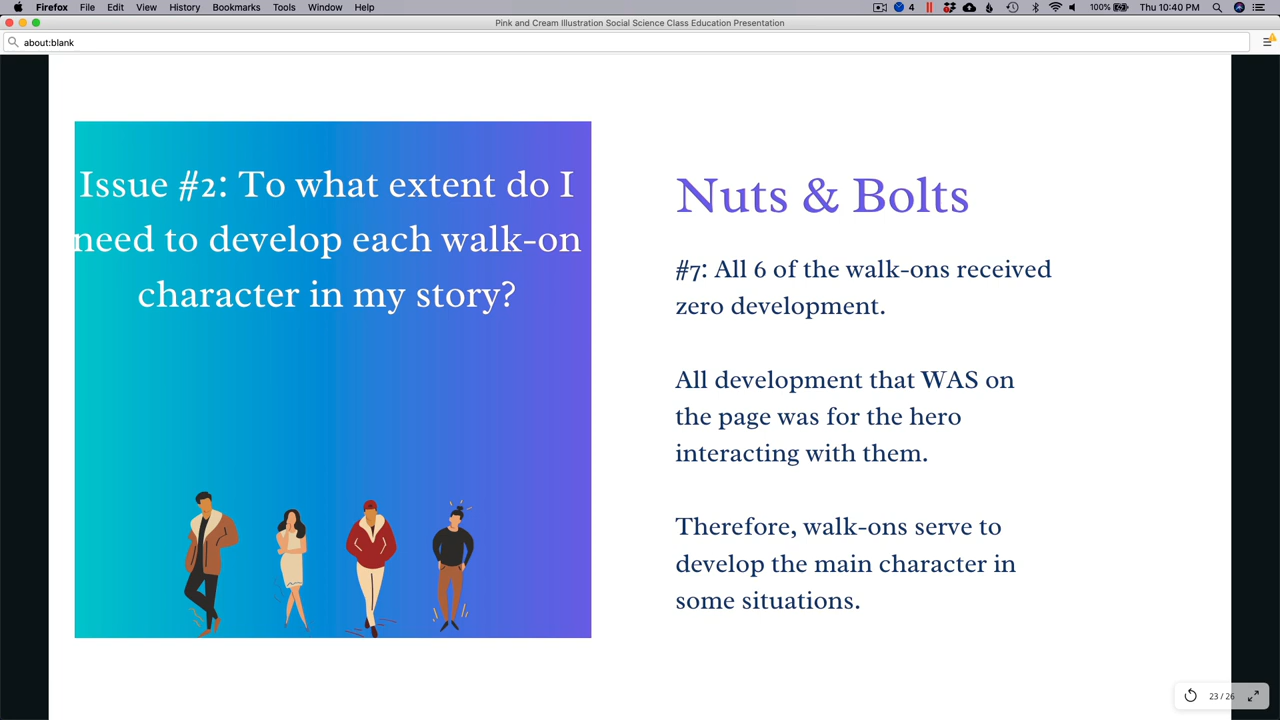 Firefox File Edit View History Bookmarks Tools Window Help 4 100% Thu 10:40 PM
Pink and Cream Illustration Social Science Class Education Presentation
about:blank
Issue #2: To what extent do I
need to develop each walk-on
character in my story?
Nuts & Bolts
#7: All 6 of the walk-ons received
zero development.
All development that WAS on
the page was for the hero
interacting with them.
Therefore, walk-ons serve to
develop the main character in
some situations.
23 / 26